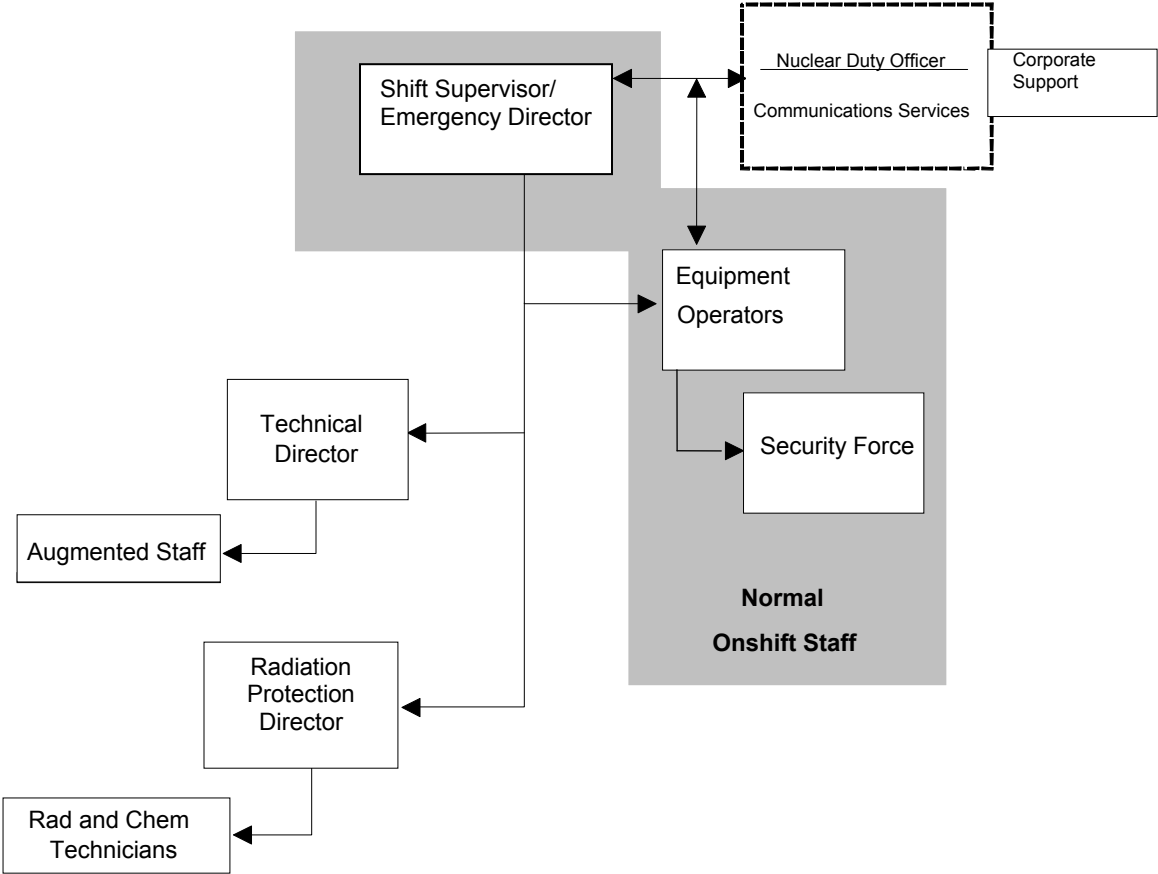 Shift Supervisor/
Emergency Director
Nuclear Duty Officer
Communications Services
Corporate
Support
Equipment
Operators
Technical
Director
Security Force
Augmented Staff
Normal
Onshift Staff
Radiation
Protection
Director
Rad and Chem
Technicians